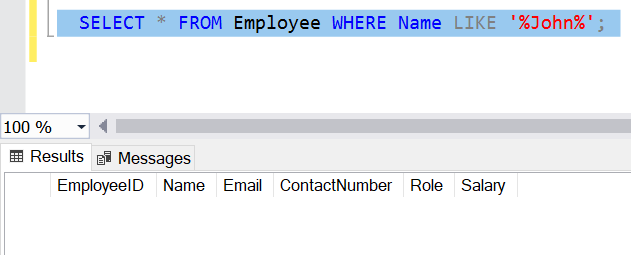 SELECT * FROM Employee WHERE Name LIKE '%John%';
100 %
Results Messages
EmployeeID Name Email ContactNumber Role Salary